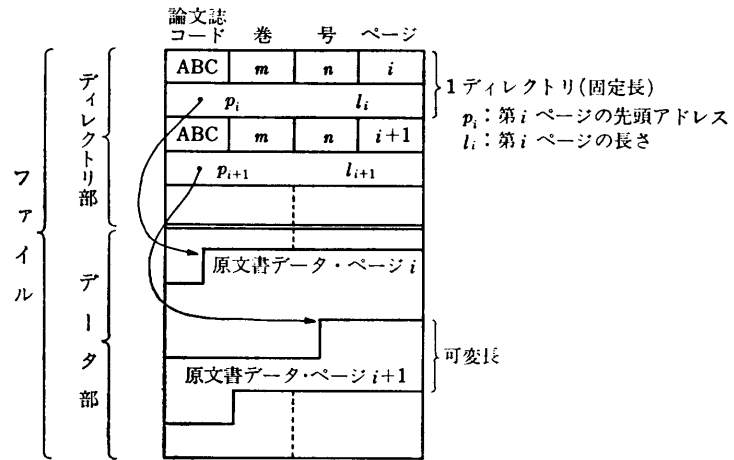 論文誌
コード 巻 号 ページ
ABC m n i
p_i l_i
ABC m n i+1
p_{i+1} l_{i+1}
1 ディレクトリ(固定長)
p_i：第 i ページの先頭アドレス
l_i：第 i ページの長さ
ファイル
ディレクトリ部
データ部
原文書データ・ページ i
原文書データ・ページ i+1
可変長